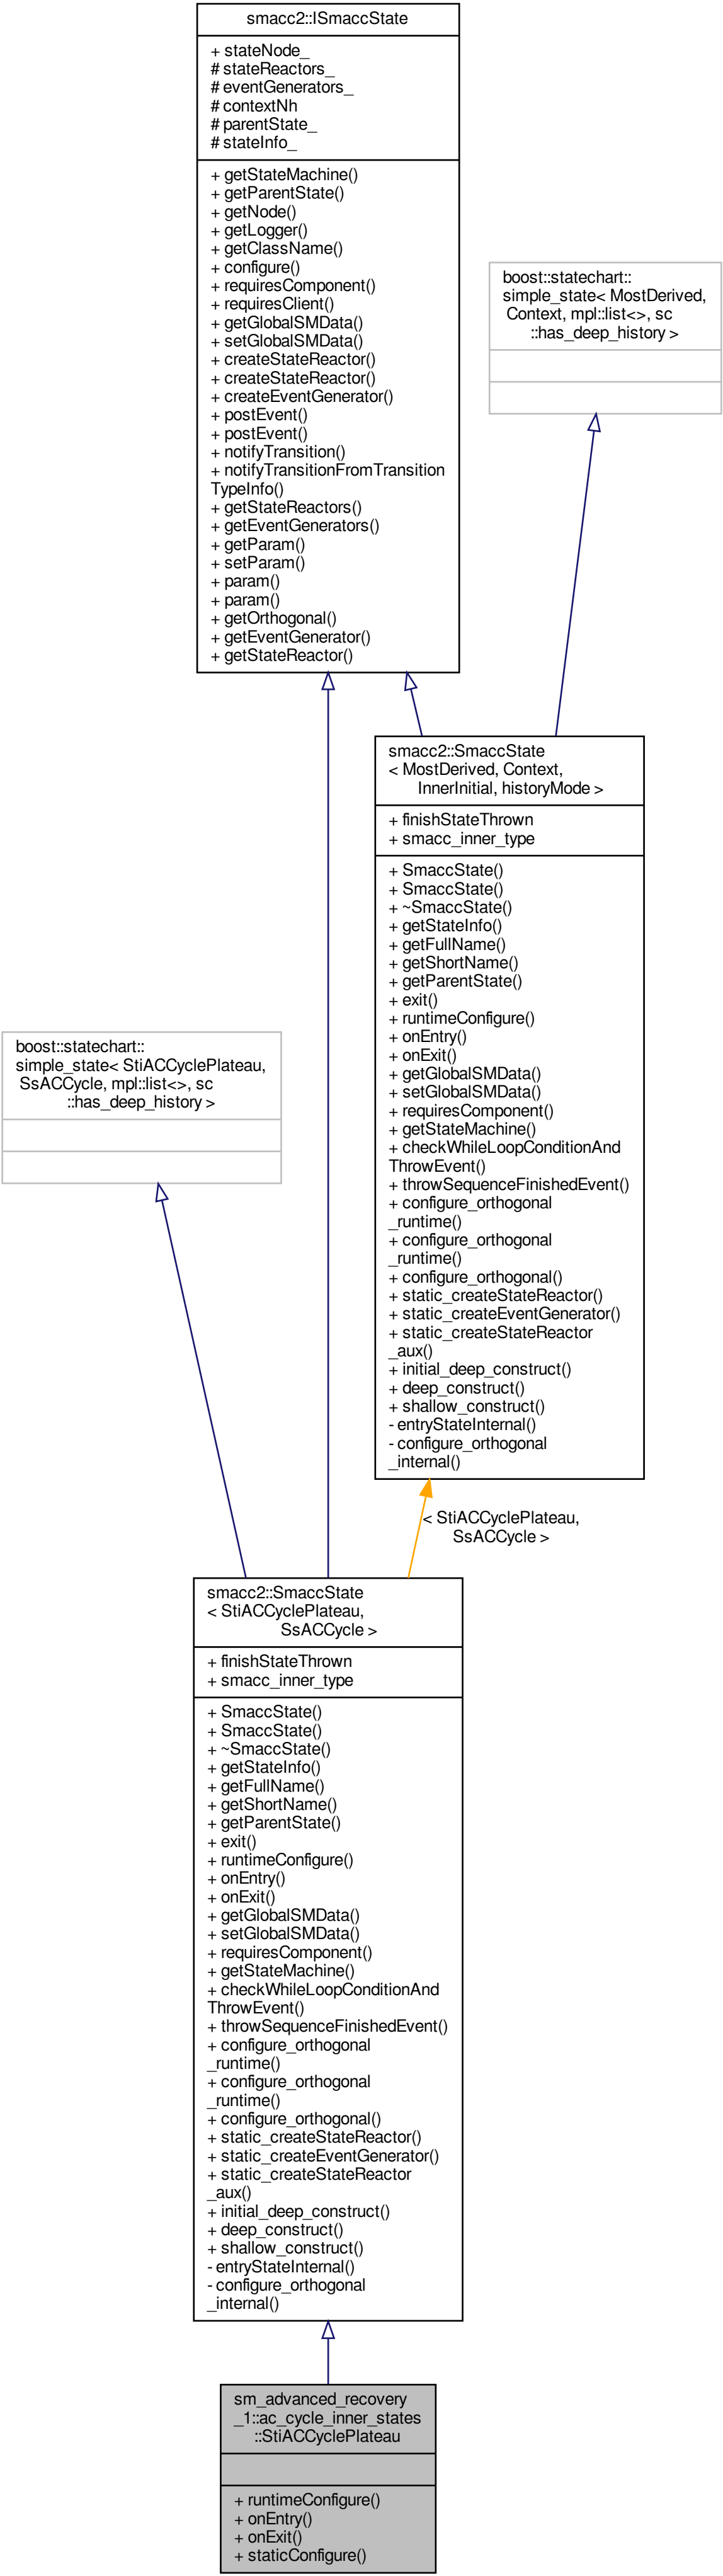 smacc2::ISmaccState
+ stateNode_
# stateReactors_
# eventGenerators_
# contextNh
# parentState_
# stateInfo_
+ getStateMachine()
+ getParentState()
+ getNode()
+ getLogger()
+ getClassName()
+ configure()
+ requiresComponent()
+ requiresClient()
+ getGlobalSMData()
+ setGlobalSMData()
+ createStateReactor()
+ createStateReactor()
+ createEventGenerator()
+ postEvent()
+ postEvent()
+ notifyTransition()
+ notifyTransitionFromTransition
TypeInfo()
+ getStateReactors()
+ getEventGenerators()
+ getParam()
+ setParam()
+ param()
+ param()
+ getOrthogonal()
+ getEventGenerator()
+ getStateReactor()
boost::statechart::
simple_state< MostDerived,
Context, mpl::list<>, sc
::has_deep_history >
smacc2::SmaccState
< MostDerived, Context,
InnerInitial, historyMode >
+ finishStateThrown
+ smacc_inner_type
+ SmaccState()
+ SmaccState()
+ ~SmaccState()
+ getStateInfo()
+ getFullName()
+ getShortName()
+ getParentState()
+ exit()
+ runtimeConfigure()
+ onEntry()
+ onExit()
+ getGlobalSMData()
+ setGlobalSMData()
+ requiresComponent()
+ getStateMachine()
+ checkWhileLoopConditionAnd
ThrowEvent()
+ throwSequenceFinishedEvent()
+ configure_orthogonal
_runtime()
+ configure_orthogonal
_runtime()
+ configure_orthogonal()
+ static_createStateReactor()
+ static_createEventGenerator()
+ static_createStateReactor
_aux()
+ initial_deep_construct()
+ deep_construct()
+ shallow_construct()
- entryStateInternal()
- configure_orthogonal
_internal()
boost::statechart::
simple_state< StiACCyclePlateau,
SsACCycle, mpl::list<>, sc
::has_deep_history >
< StiACCyclePlateau,
SsACCycle >
smacc2::SmaccState
< StiACCyclePlateau,
SsACCycle >
+ finishStateThrown
+ smacc_inner_type
+ SmaccState()
+ SmaccState()
+ ~SmaccState()
+ getStateInfo()
+ getFullName()
+ getShortName()
+ getParentState()
+ exit()
+ runtimeConfigure()
+ onEntry()
+ onExit()
+ getGlobalSMData()
+ setGlobalSMData()
+ requiresComponent()
+ getStateMachine()
+ checkWhileLoopConditionAnd
ThrowEvent()
+ throwSequenceFinishedEvent()
+ configure_orthogonal
_runtime()
+ configure_orthogonal
_runtime()
+ configure_orthogonal()
+ static_createStateReactor()
+ static_createEventGenerator()
+ static_createStateReactor
_aux()
+ initial_deep_construct()
+ deep_construct()
+ shallow_construct()
- entryStateInternal()
- configure_orthogonal
_internal()
sm_advanced_recovery
_1::ac_cycle_inner_states
::StiACCyclePlateau
+ runtimeConfigure()
+ onEntry()
+ onExit()
+ staticConfigure()